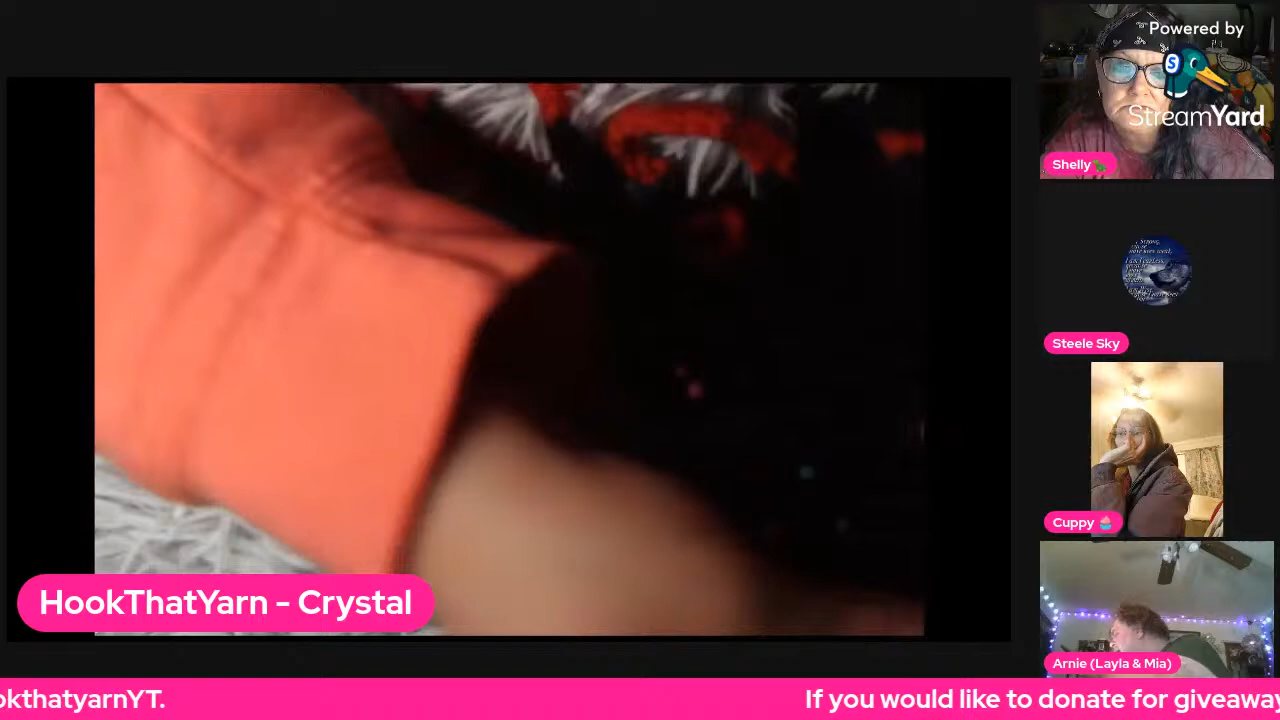 Powered by
S
StreamYard
Shelly
Steele Sky
Cuppy
Arnie (Layla & Mia)
HookThatYarn - Crystal
okthatyarnYT.
If you would like to donate for giveaway